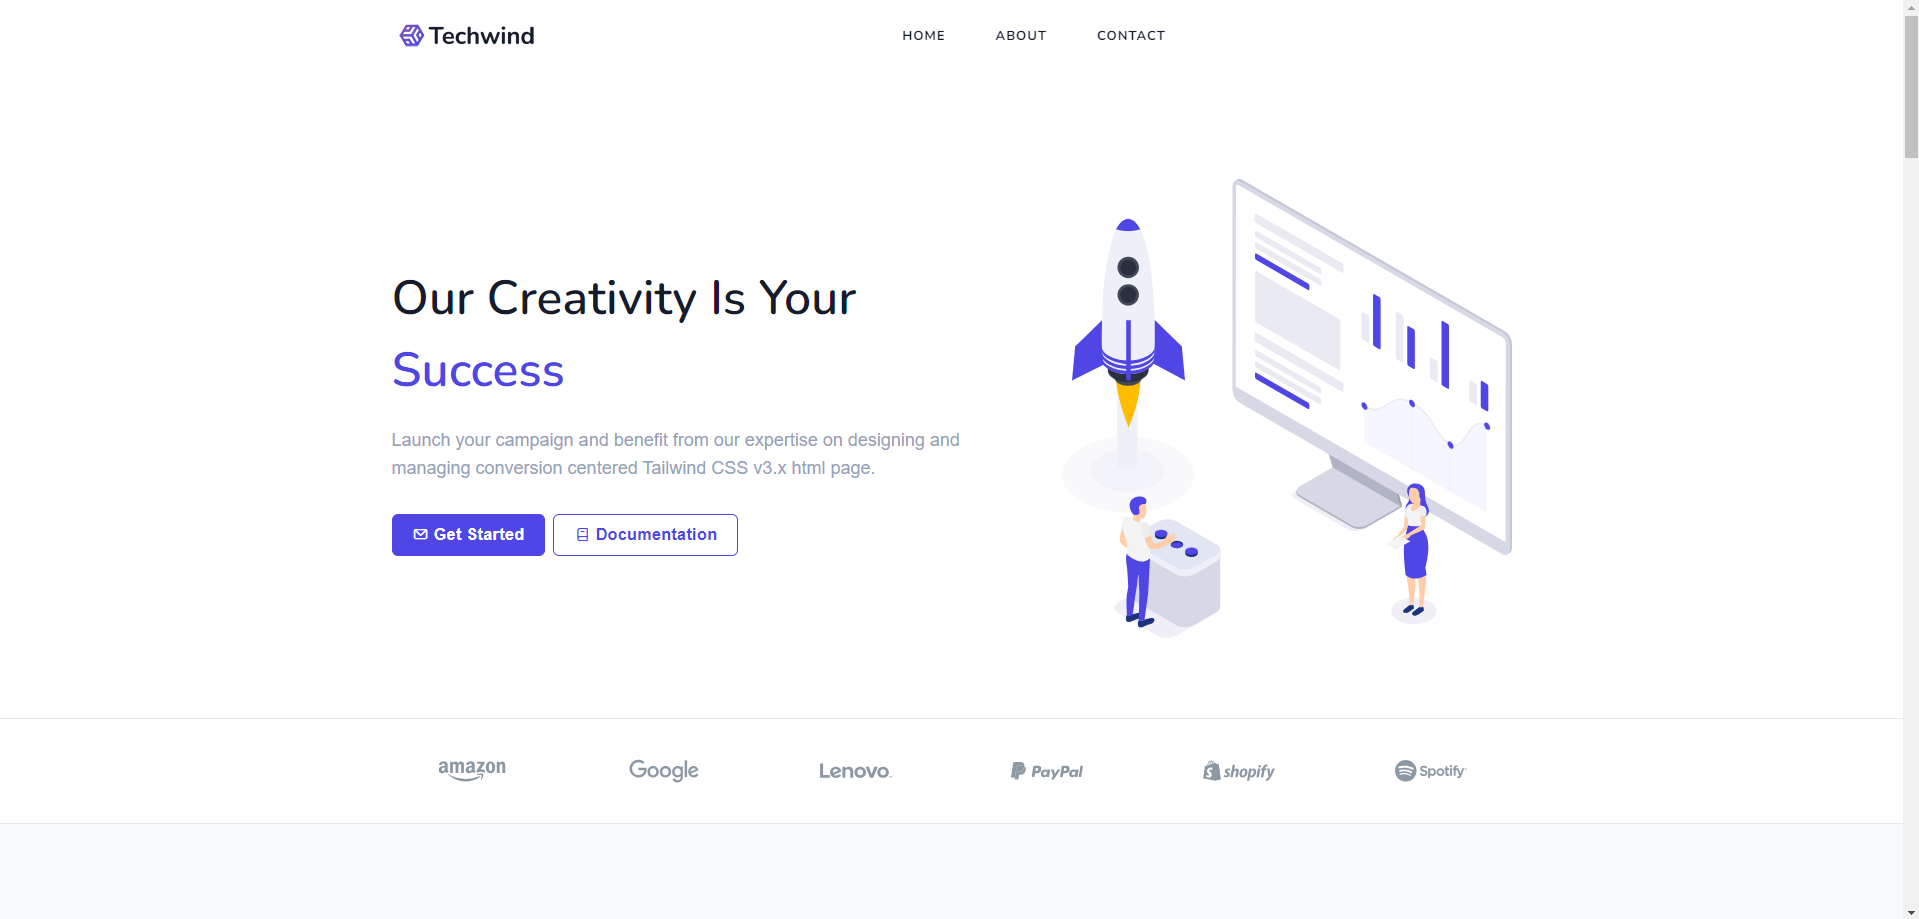 Techwind
HOME ABOUT CONTACT
Our Creativity Is Your
Success
Launch your campaign and benefit from our expertise on designing and
managing conversion centered Tailwind CSS v3.x html page.
Get Started
Documentation
amazon
Google
Lenovo
PayPal
shopify
Spotify